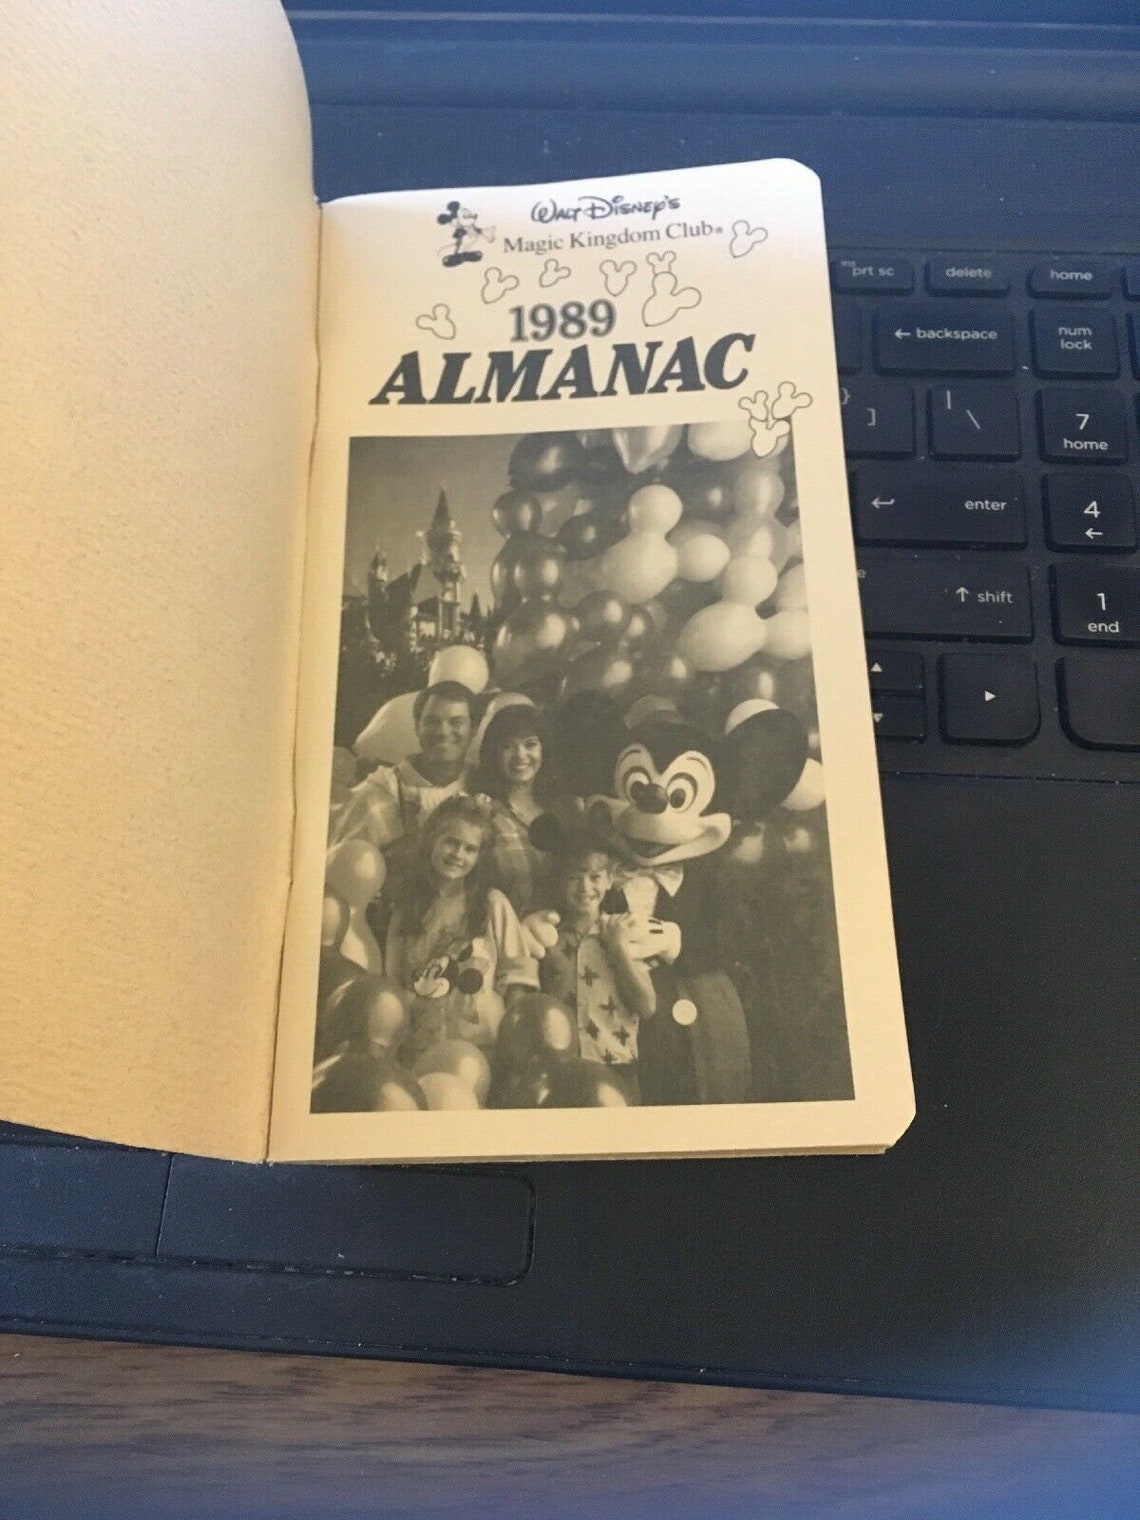 WALT DISNEY'S
Magic Kingdom Club®
1989
ALMANAC
prt sc
delete
home
← backspace
num
lock
}
]
|
\
7
home
↵ enter
4
←
↑ shift
1
end
▲
▼
▶